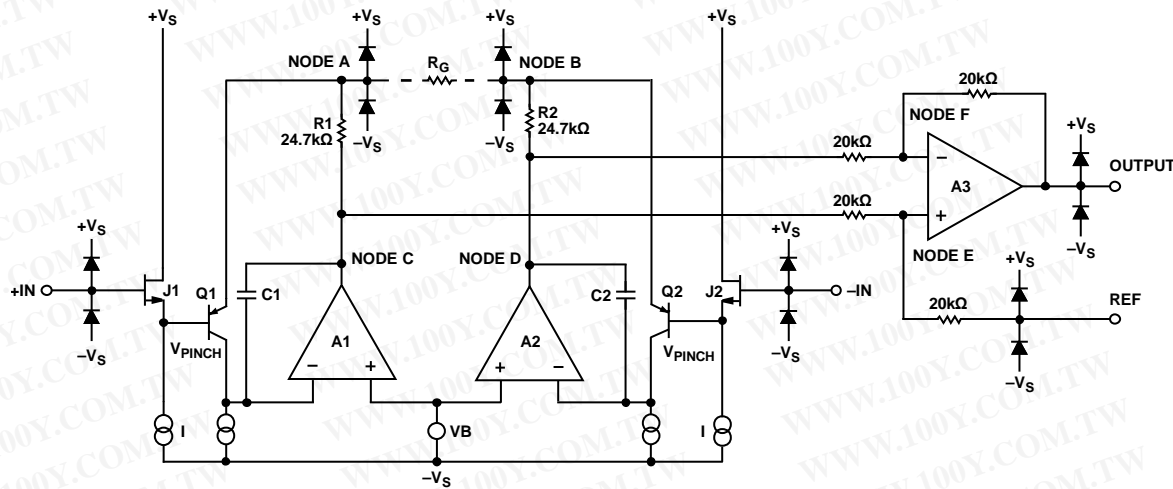 +VS +VS +VS +VS
NODE A RG NODE B
20kΩ
R1
24.7kΩ
R2
24.7kΩ
–VS –VS
NODE F
20kΩ
+VS
–
A3
OUTPUT
20kΩ
+
+VS
NODE C NODE D
–VS
NODE E
+VS
+VS
+IN J1 Q1 C1 C2 Q2 J2 –IN
+VS
20kΩ
REF
A1 A2
–VS
VPINCH
VPINCH
–VS
– + + –
–VS
I VB I
–VS
WWW.100Y.COM.TW